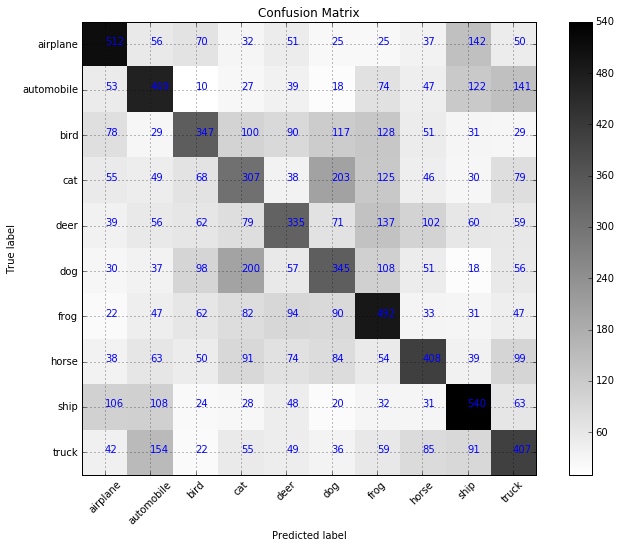 Confusion Matrix
airplane 512 56 70 32 51 25 25 37 142 50
automobile 53 469 10 27 39 18 74 47 122 141
bird 78 29 347 100 90 117 128 51 31 29
cat 55 49 68 307 38 203 125 46 30 79
deer 39 56 62 79 335 71 137 102 60 59
dog 30 37 98 200 57 345 108 51 18 56
frog 22 47 62 82 94 90 492 33 31 47
horse 38 63 50 91 74 84 54 408 39 99
ship 106 108 24 28 48 20 32 31 540 63
truck 42 154 22 55 49 36 59 85 91 407
airplane automobile bird cat deer dog frog horse ship truck
True label
Predicted label
540
480
420
360
300
240
180
120
60